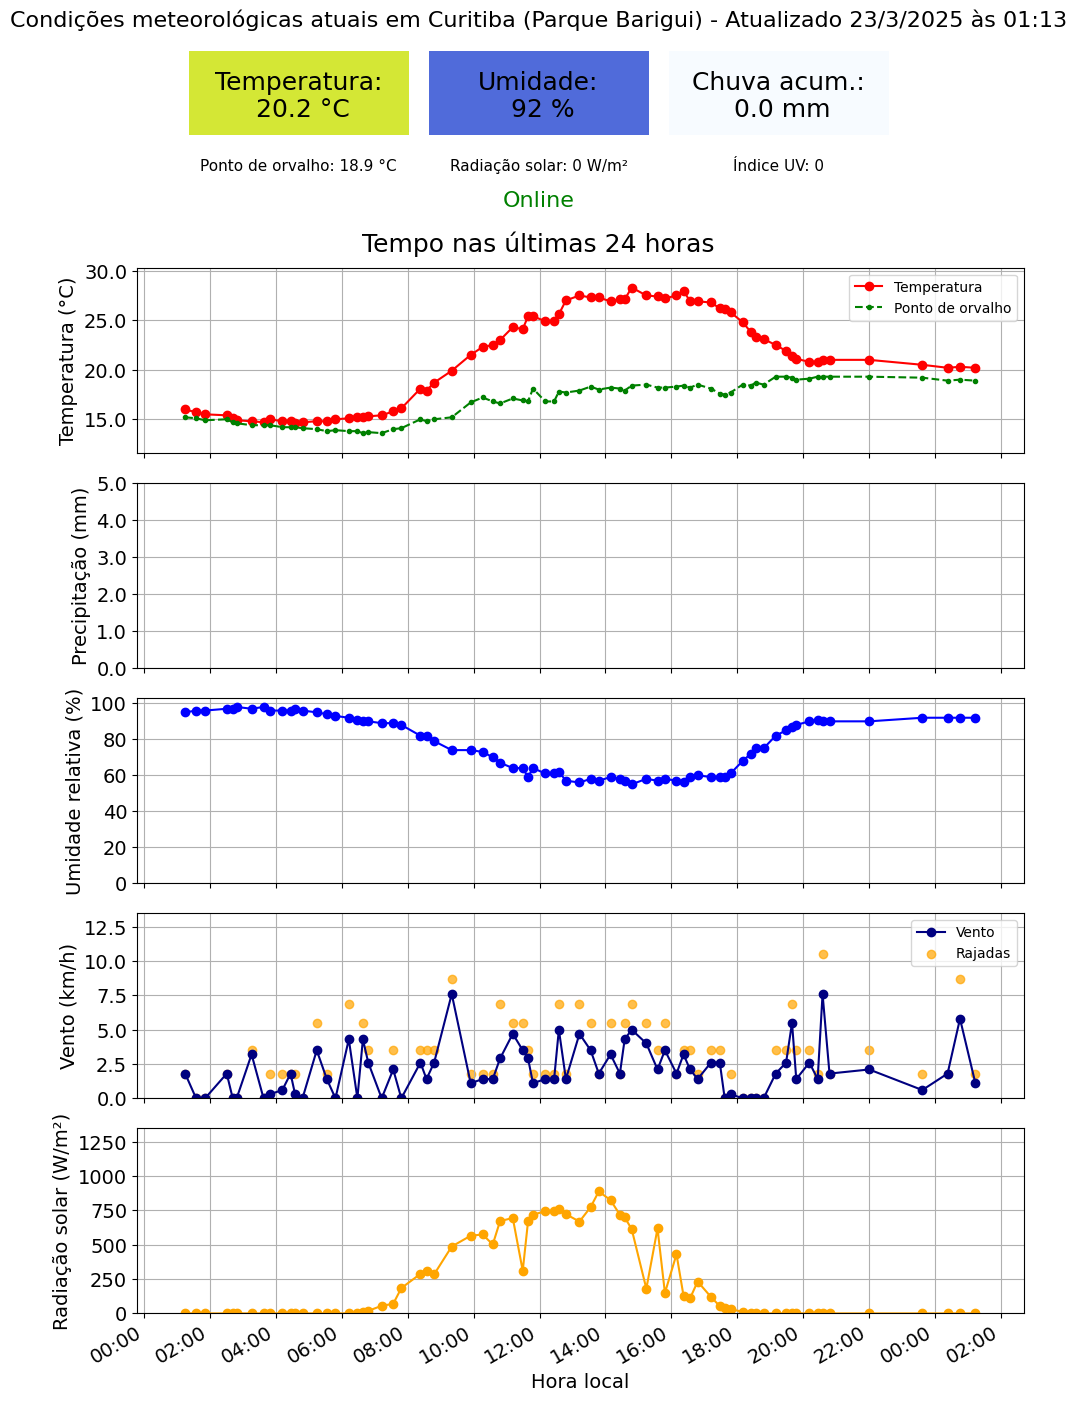 Condições meteorológicas atuais em Curitiba (Parque Barigui) - Atualizado 23/3/2025 às 01:13
Temperatura:
20.2 °C
Umidade:
92 %
Chuva acum.:
0.0 mm
Ponto de orvalho: 18.9 °C
Radiação solar: 0 W/m²
Índice UV: 0
Online
Tempo nas últimas 24 horas
Temperatura (°C)
30.0
25.0
20.0
15.0
Temperatura
Ponto de orvalho
Precipitação (mm)
5.0
4.0
3.0
2.0
1.0
0.0
Umidade relativa (%)
100
80
60
40
20
0
Vento (km/h)
12.5
10.0
7.5
5.0
2.5
0.0
Vento
Rajadas
Radiação solar (W/m²)
1250
1000
750
500
250
0
00:00 02:00 04:00 06:00 08:00 10:00 12:00 14:00 16:00 18:00 20:00 22:00 00:00 02:00
Hora local